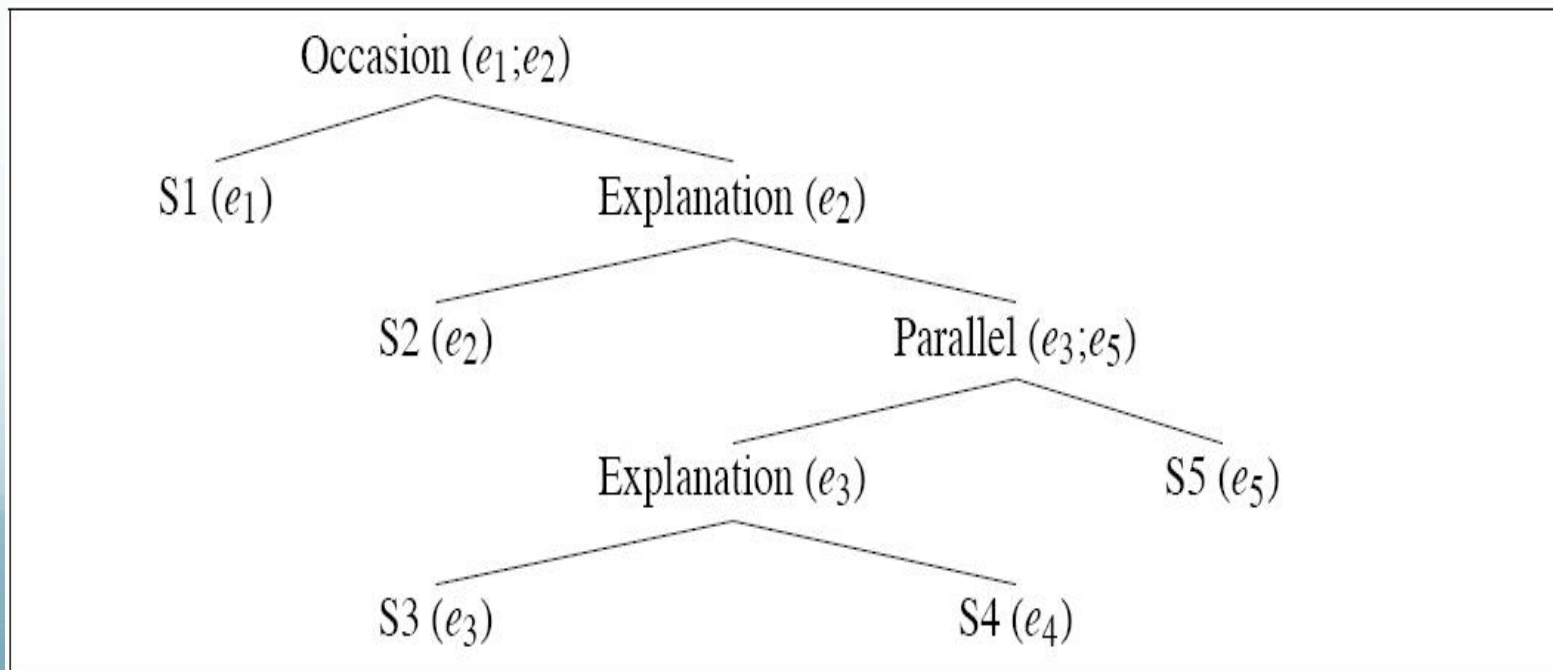 Occasion (e1;e2)
S1 (e1)
Explanation (e2)
S2 (e2)
Parallel (e3;e5)
Explanation (e3)
S5 (e5)
S3 (e3)
S4 (e4)